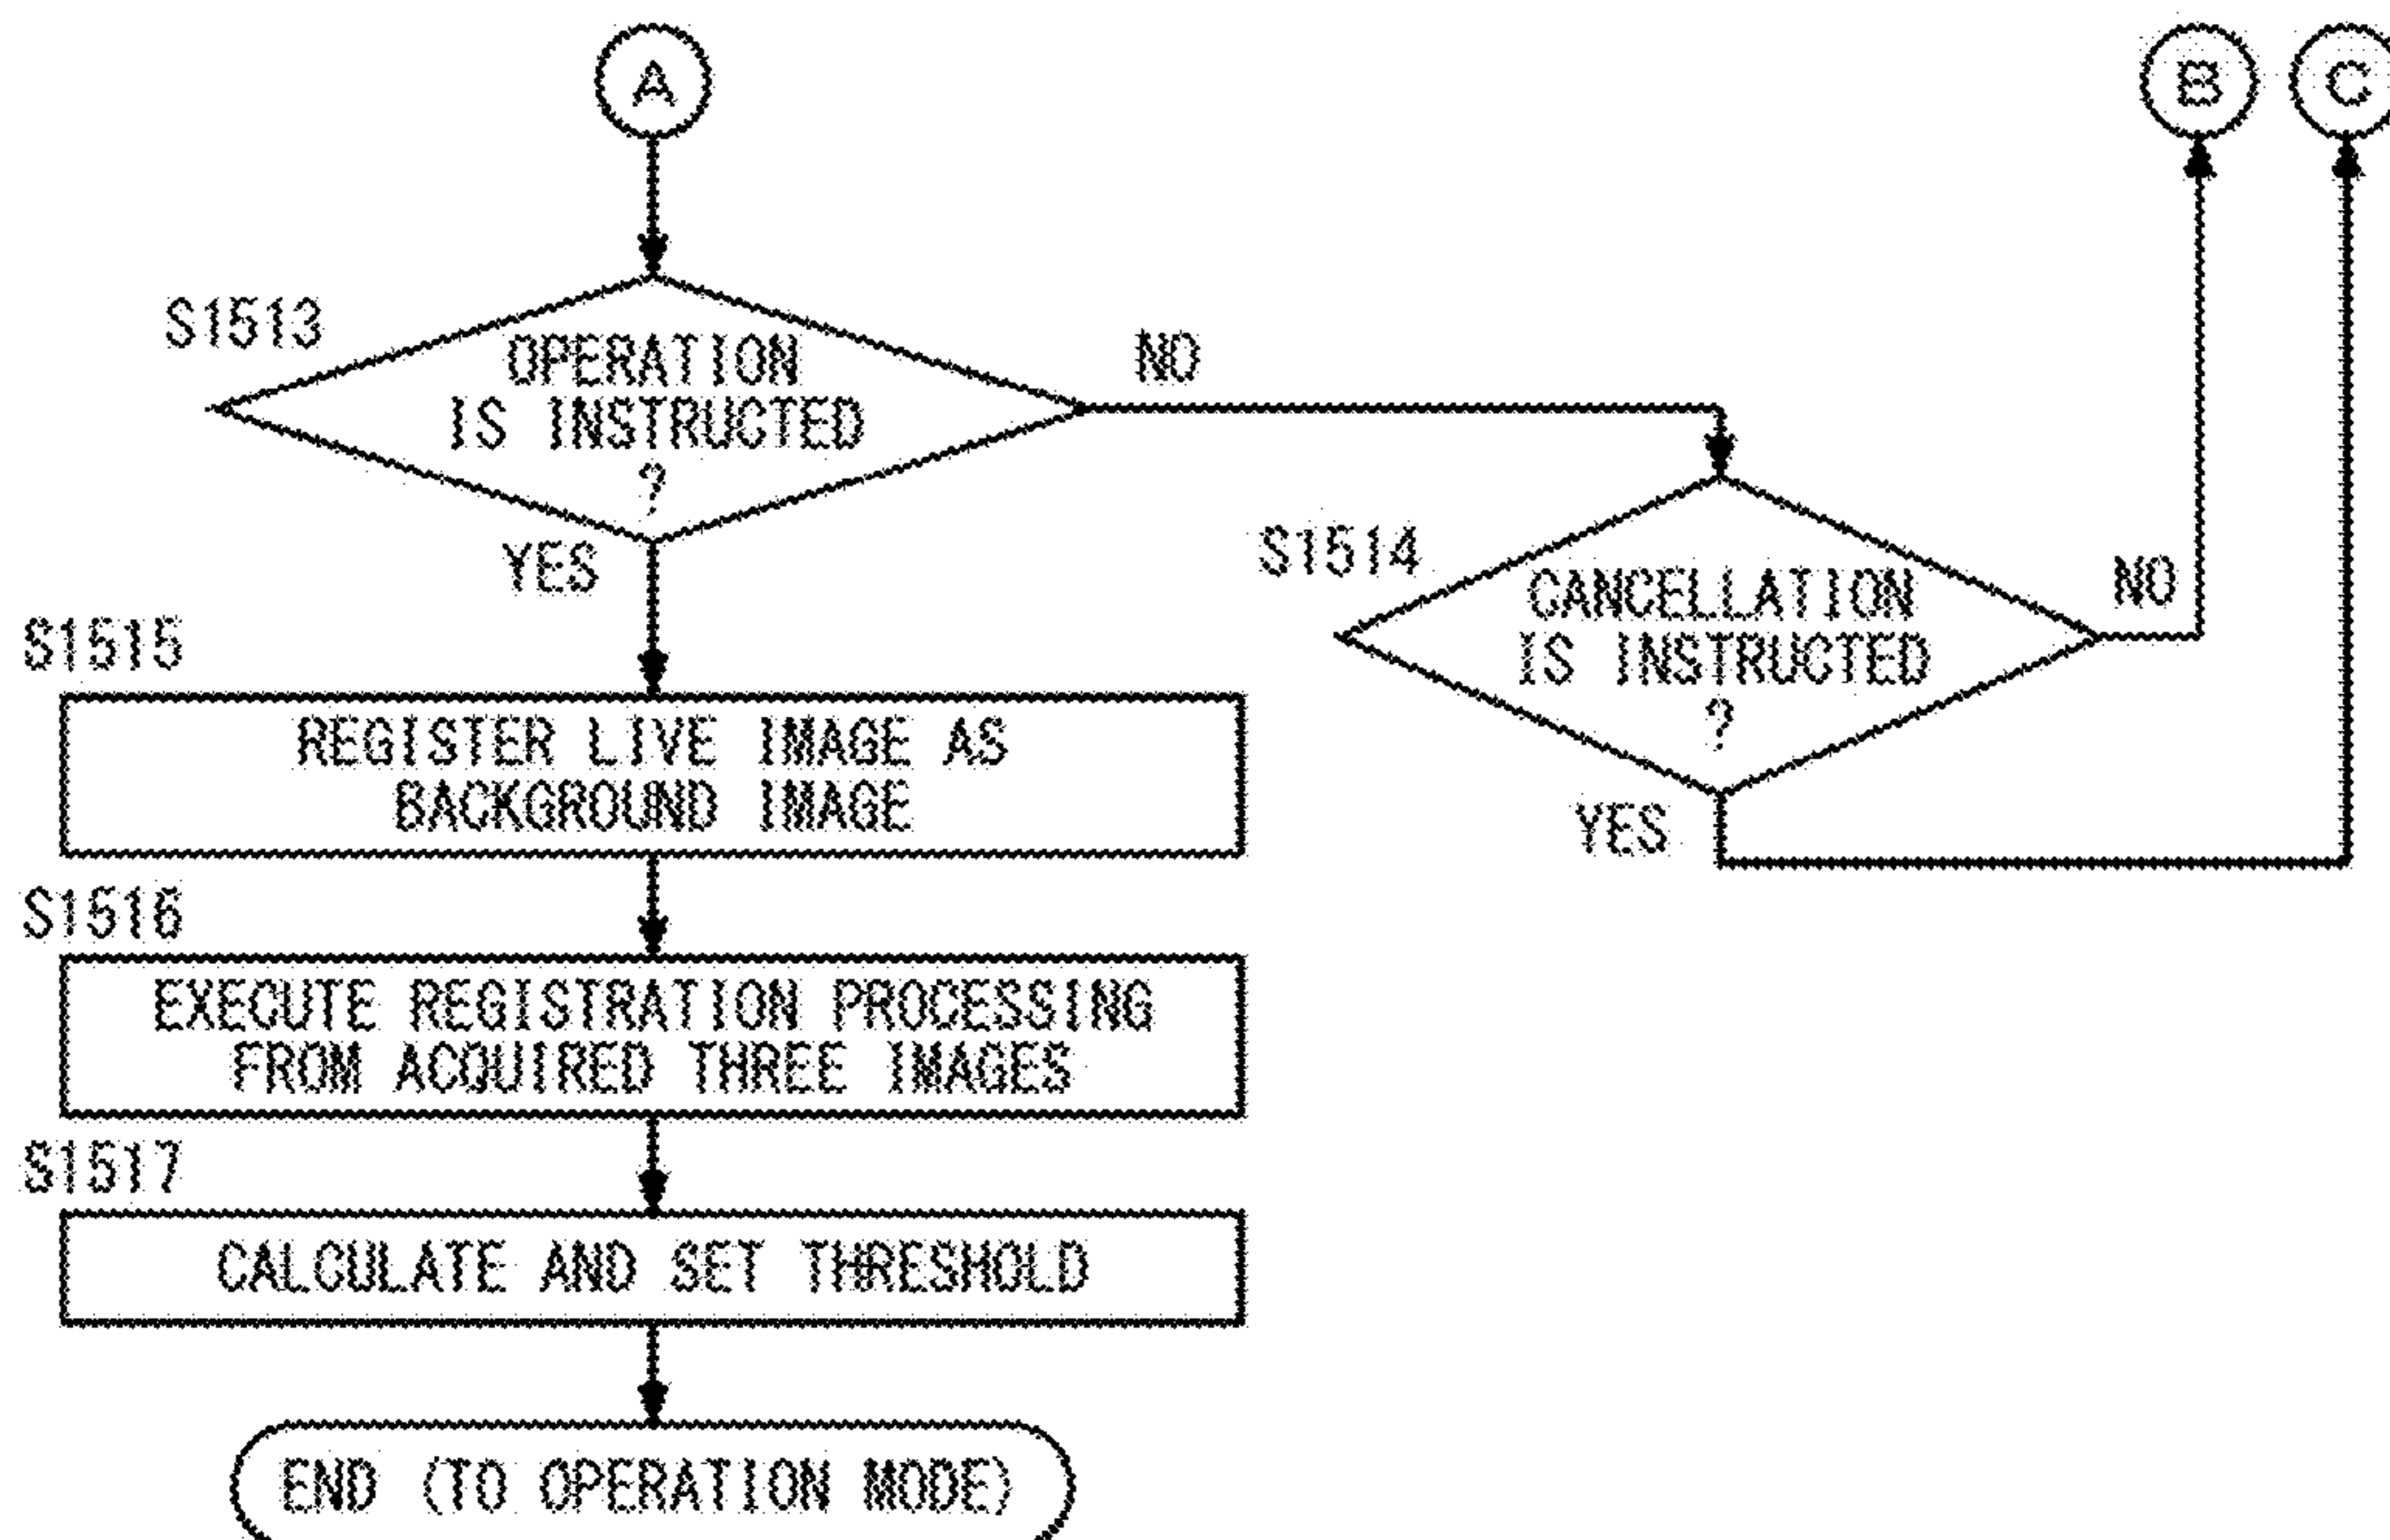 A
B
C
S1513
OPERATION
IS INSTRUCTED
?
NO
YES
S1514
CANCELLATION
IS INSTRUCTED
?
NO
YES
S1515
REGISTER LIVE IMAGE AS
BACKGROUND IMAGE
S1516
EXECUTE REGISTRATION PROCESSING
FROM ACQUIRED THREE IMAGES
S1517
CALCULATE AND SET THRESHOLD
END (TO OPERATION MODE)